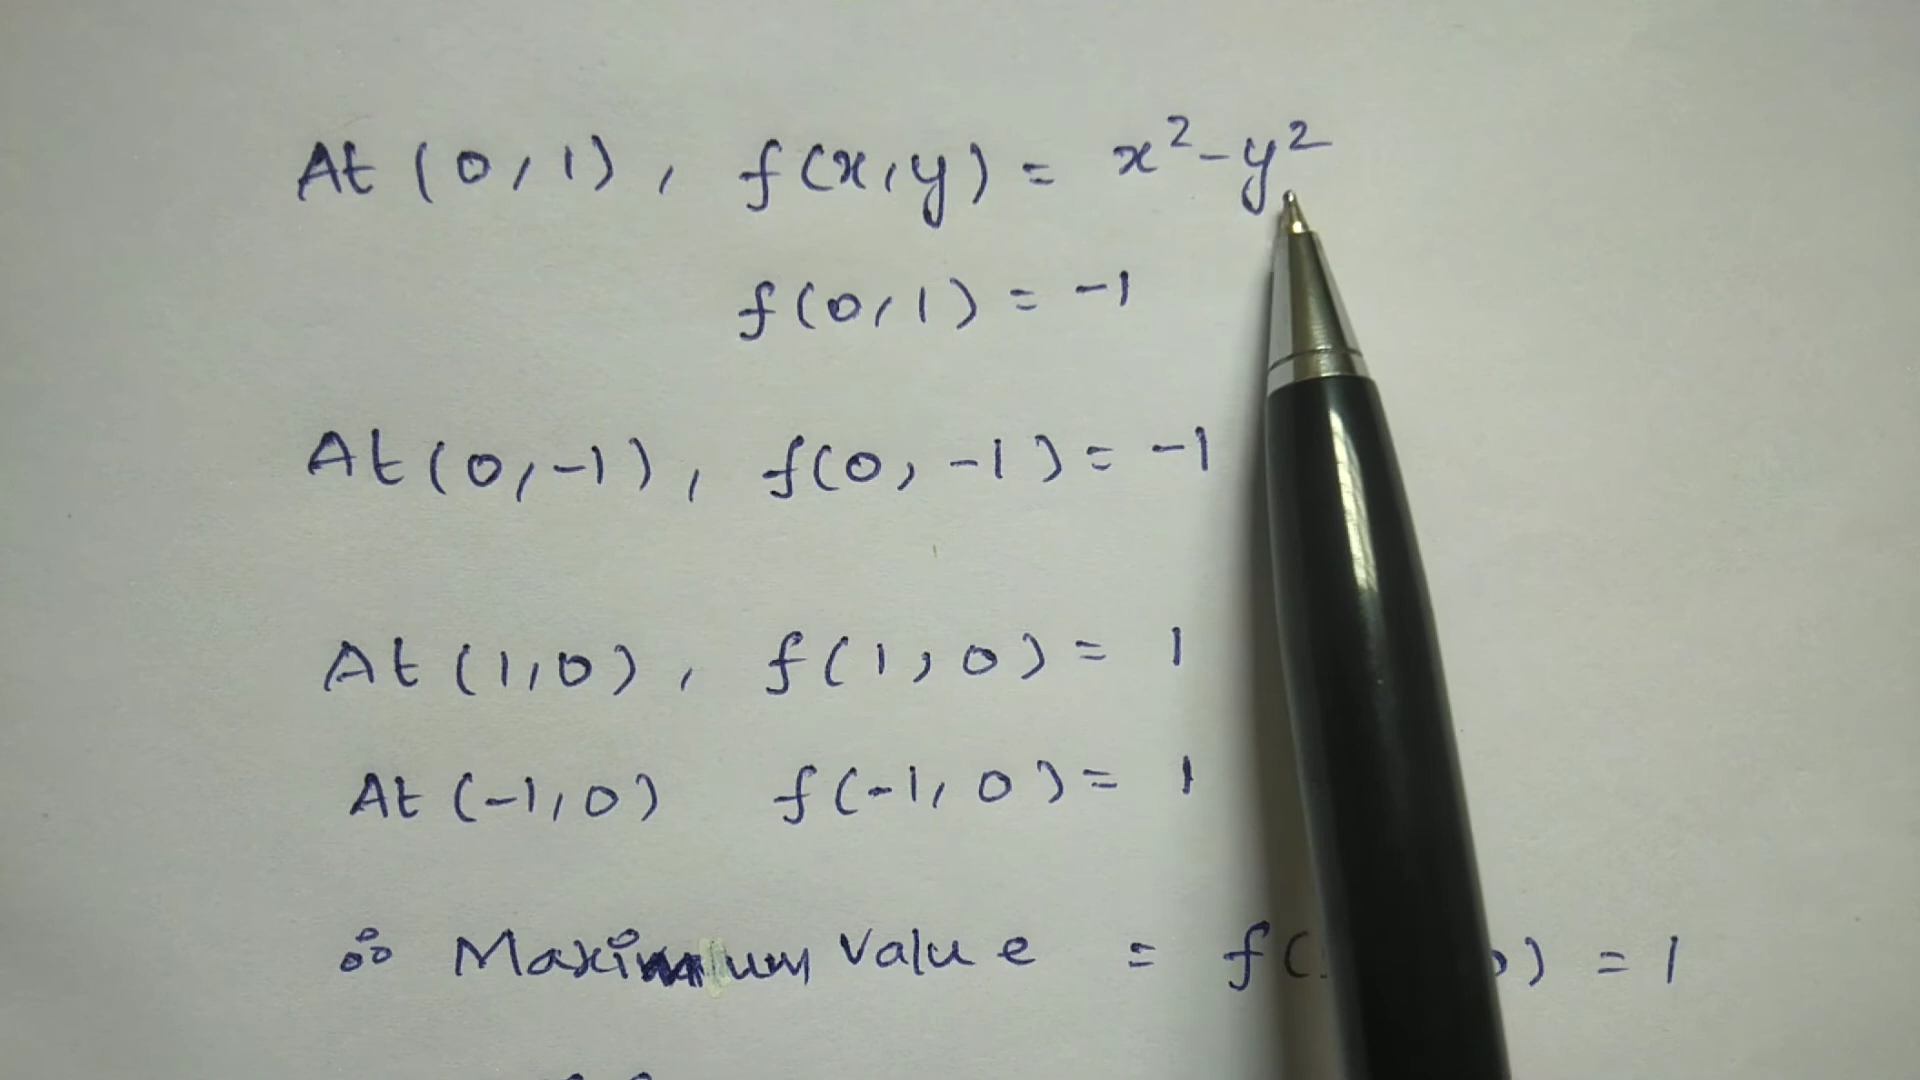 At (0,1), f(x,y) = x²-y²
f(0,1) = -1
At (0,-1), f(0,-1) = -1
At (1,0), f(1,0) = 1
At (-1,0) f(-1,0) = 1
∴ Maximum value = f( ) = 1